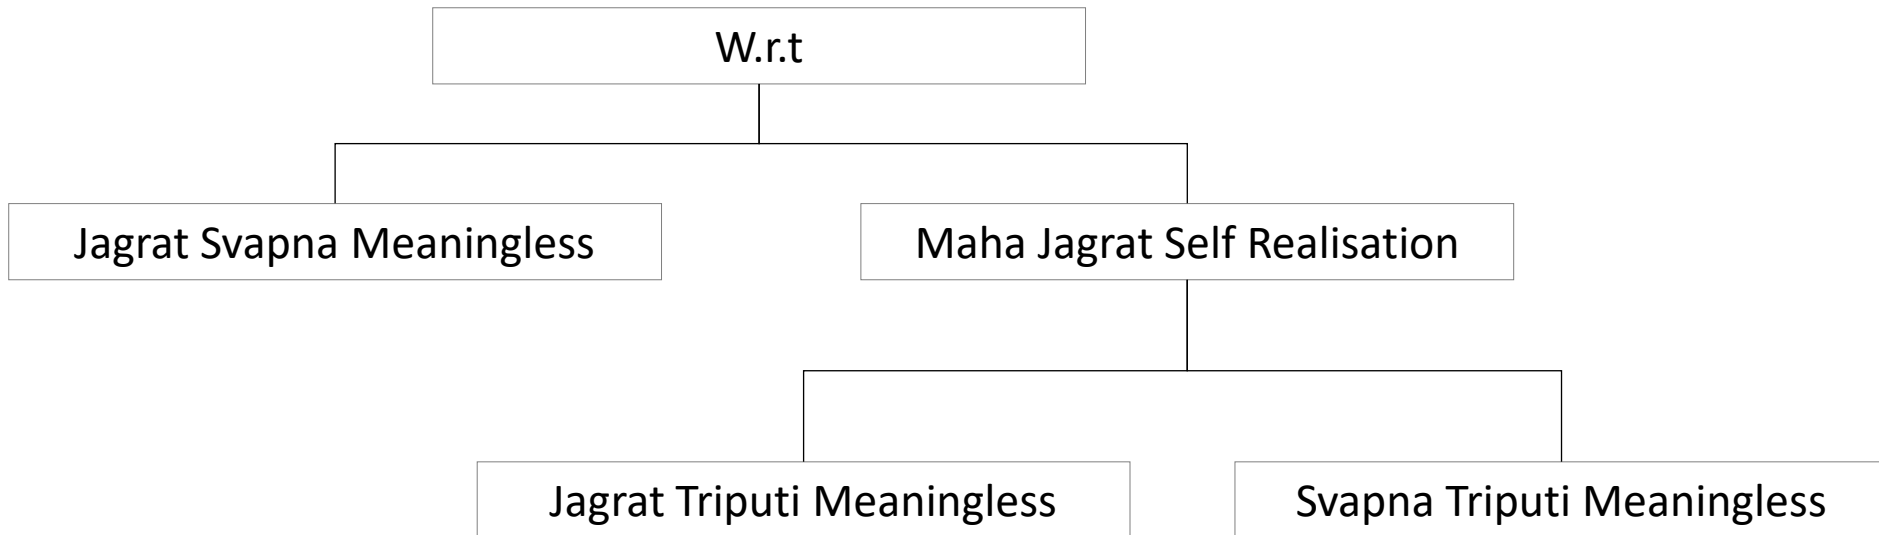 W.r.t
Jagrat Svapna Meaningless
Maha Jagrat Self Realisation
Jagrat Triputi Meaningless
Svapna Triputi Meaningless